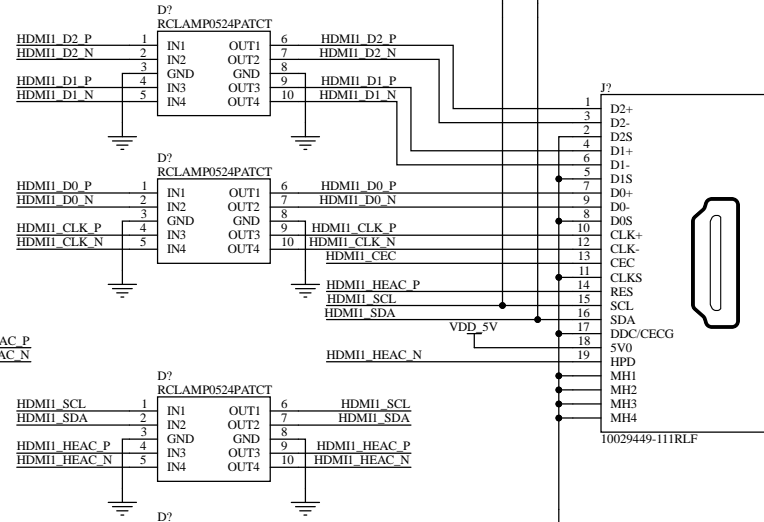 D?
RCLAMP0524PATCT
HDMI1_D2_P 1 IN1 OUT1 6 HDMI1_D2_P
HDMI1_D2_N 2 IN2 OUT2 7 HDMI1_D2_N
3 GND GND 8
HDMI1_D1_P 4 IN3 OUT3 9 HDMI1_D1_P
HDMI1_D1_N 5 IN4 OUT4 10 HDMI1_D1_N
D?
RCLAMP0524PATCT
HDMI1_D0_P 1 IN1 OUT1 6 HDMI1_D0_P
HDMI1_D0_N 2 IN2 OUT2 7 HDMI1_D0_N
3 GND GND 8
HDMI1_CLK_P 4 IN3 OUT3 9 HDMI1_CLK_P
HDMI1_CLK_N 5 IN4 OUT4 10 HDMI1_CLK_N
HDMI1_CEC
HDMI1_HEAC_P
HDMI1_SCL
HDMI1_SDA
VDD_5V
HDMI1_HEAC_N
J?
1 D2+
3 D2-
2 D2S
4 D1+
6 D1-
5 D1S
7 D0+
9 D0-
8 D0S
10 CLK+
12 CLK-
13 CEC
11 CLKS
14 RES
15 SCL
16 SDA
17 DDC/CECG
18 5V0
19 HPD
MH1
MH2
MH3
MH4
10029449-111RLF
AC_P
AC_N
D?
RCLAMP0524PATCT
HDMI1_SCL 1 IN1 OUT1 6 HDMI1_SCL
HDMI1_SDA 2 IN2 OUT2 7 HDMI1_SDA
3 GND GND 8
HDMI1_HEAC_P 4 IN3 OUT3 9 HDMI1_HEAC_P
HDMI1_HEAC_N 5 IN4 OUT4 10 HDMI1_HEAC_N
D?